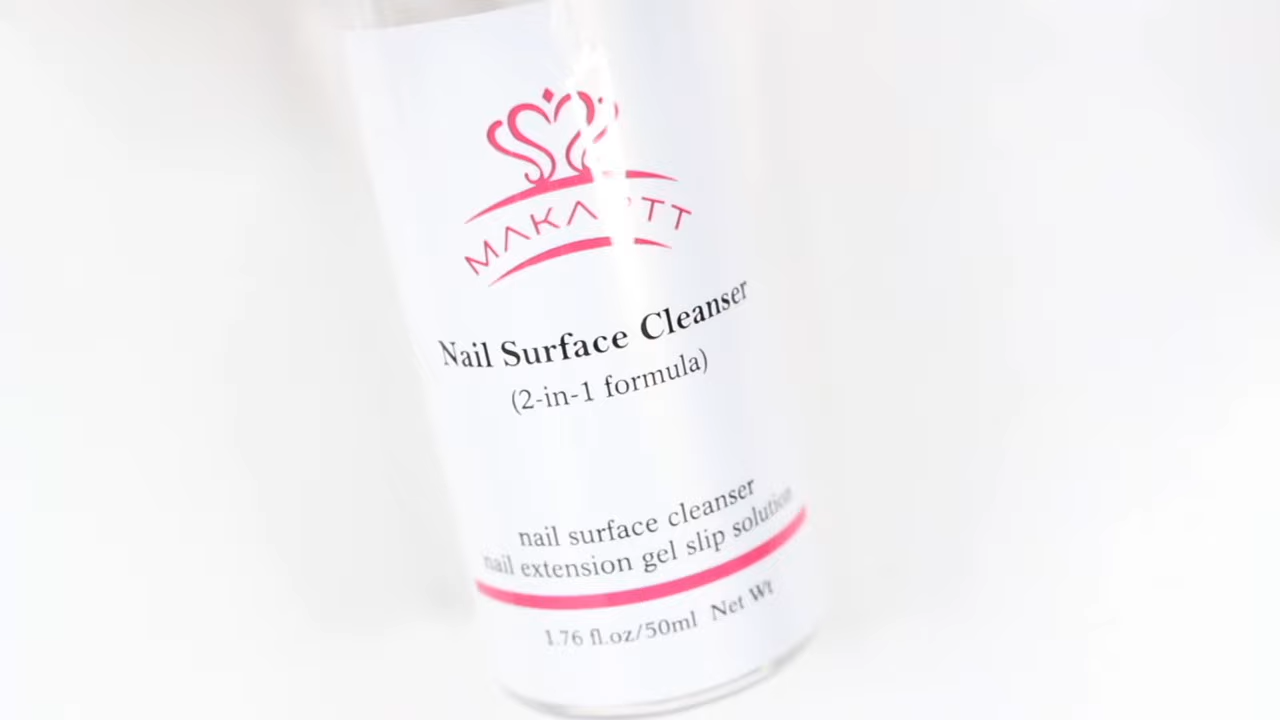 MAKARTT
Nail Surface Cleanser
(2-in-1 formula)
nail surface cleanser
nail extension gel slip solution
1.76 fl.oz/50ml Net Wt